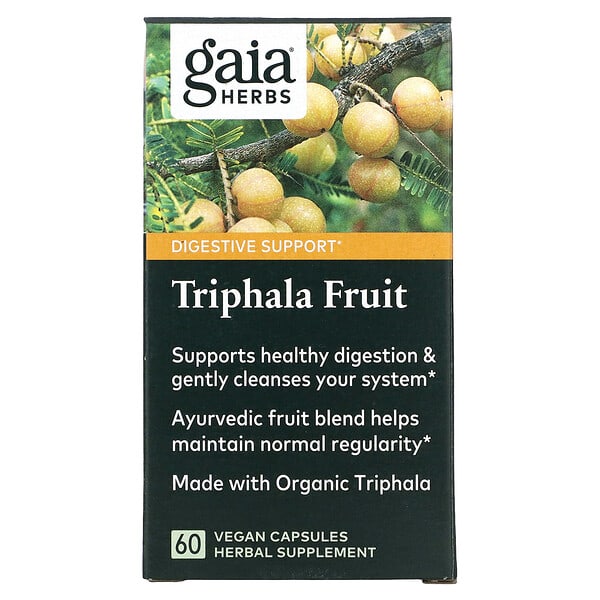 gaia®
HERBS
DIGESTIVE SUPPORT*
Triphala Fruit
Supports healthy digestion &
gently cleanses your system*
Ayurvedic fruit blend helps
maintain normal regularity*
Made with Organic Triphala
60 VEGAN CAPSULES
HERBAL SUPPLEMENT